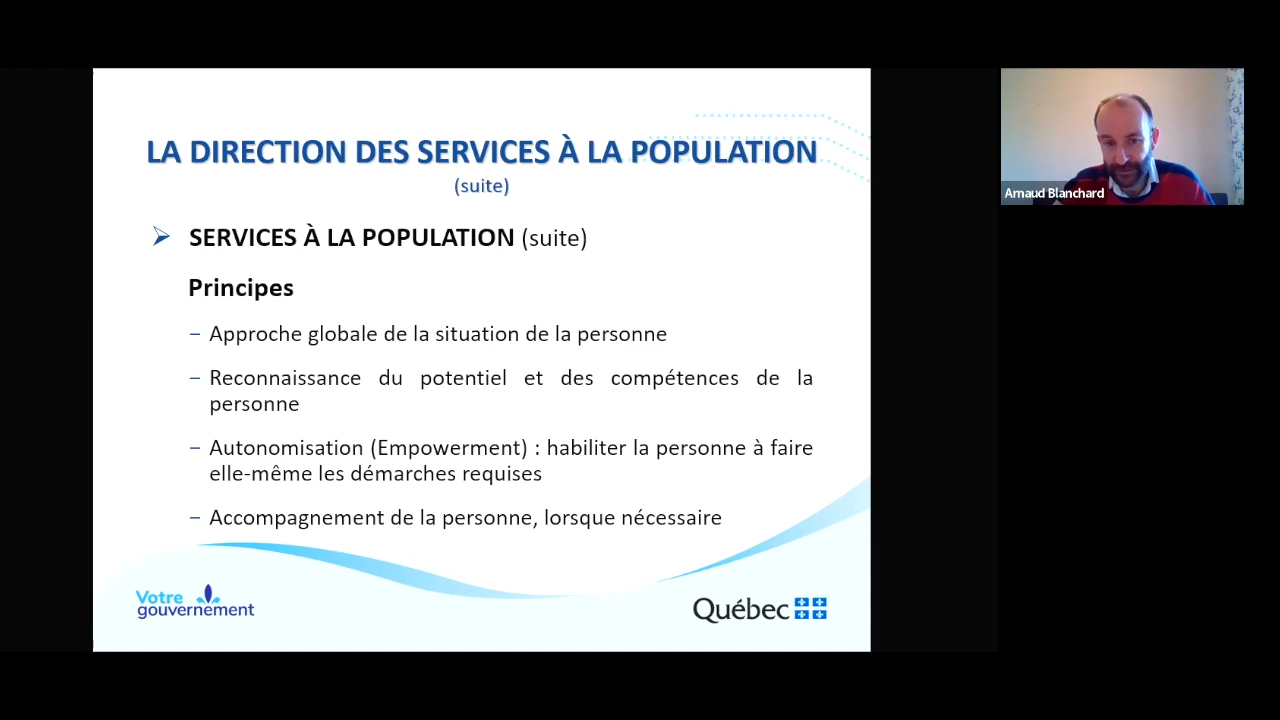 LA DIRECTION DES SERVICES À LA POPULATION
(suite)
➢ SERVICES À LA POPULATION (suite)
Principes
− Approche globale de la situation de la personne
− Reconnaissance du potentiel et des compétences de la
personne
− Autonomisation (Empowerment) : habiliter la personne à faire
elle-même les démarches requises
− Accompagnement de la personne, lorsque nécessaire
Votre
gouvernement
Québec
Arnaud Blanchard